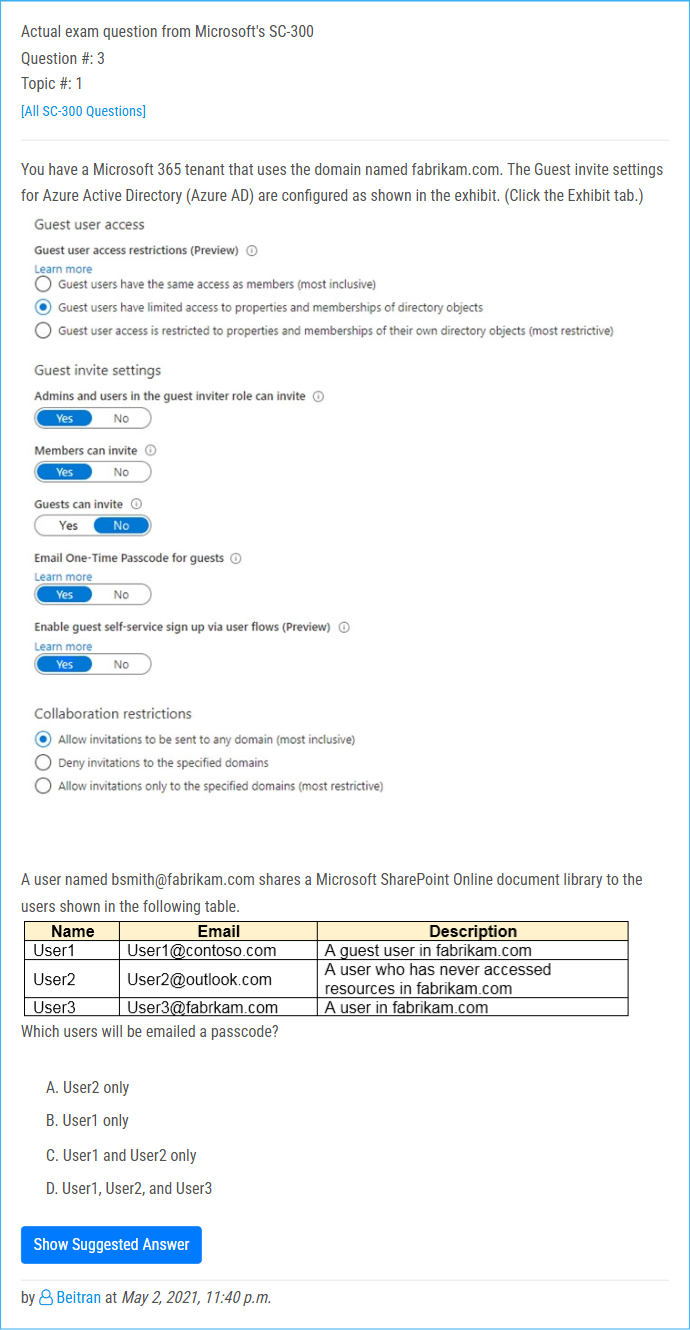 Actual exam question from Microsoft's SC-300
Question #: 3
Topic #: 1
[All SC-300 Questions]
You have a Microsoft 365 tenant that uses the domain named fabrikam.com. The Guest invite settings
for Azure Active Directory (Azure AD) are configured as shown in the exhibit. (Click the Exhibit tab.)
Guest user access
Guest user access restrictions (Preview)
Learn more
Guest users have the same access as members (most inclusive)
Guest users have limited access to properties and memberships of directory objects
Guest user access is restricted to properties and memberships of their own directory objects (most restrictive)
Guest invite settings
Admins and users in the guest inviter role can invite
Yes No
Members can invite
Yes No
Guests can invite
Yes No
Email One-Time Passcode for guests
Learn more
Yes No
Enable guest self-service sign up via user flows (Preview)
Learn more
Yes No
Collaboration restrictions
Allow invitations to be sent to any domain (most inclusive)
Deny invitations to the specified domains
Allow invitations only to the specified domains (most restrictive)
A user named bsmith@fabrikam.com shares a Microsoft SharePoint Online document library to the
users shown in the following table.
Name Email Description
User1 User1@contoso.com A guest user in fabrikam.com
User2 User2@outlook.com A user who has never accessed
resources in fabrikam.com
User3 User3@fabrkam.com A user in fabrikam.com
Which users will be emailed a passcode?
A. User2 only
B. User1 only
C. User1 and User2 only
D. User1, User2, and User3
Show Suggested Answer
by Beitran at May 2, 2021, 11:40 p.m.